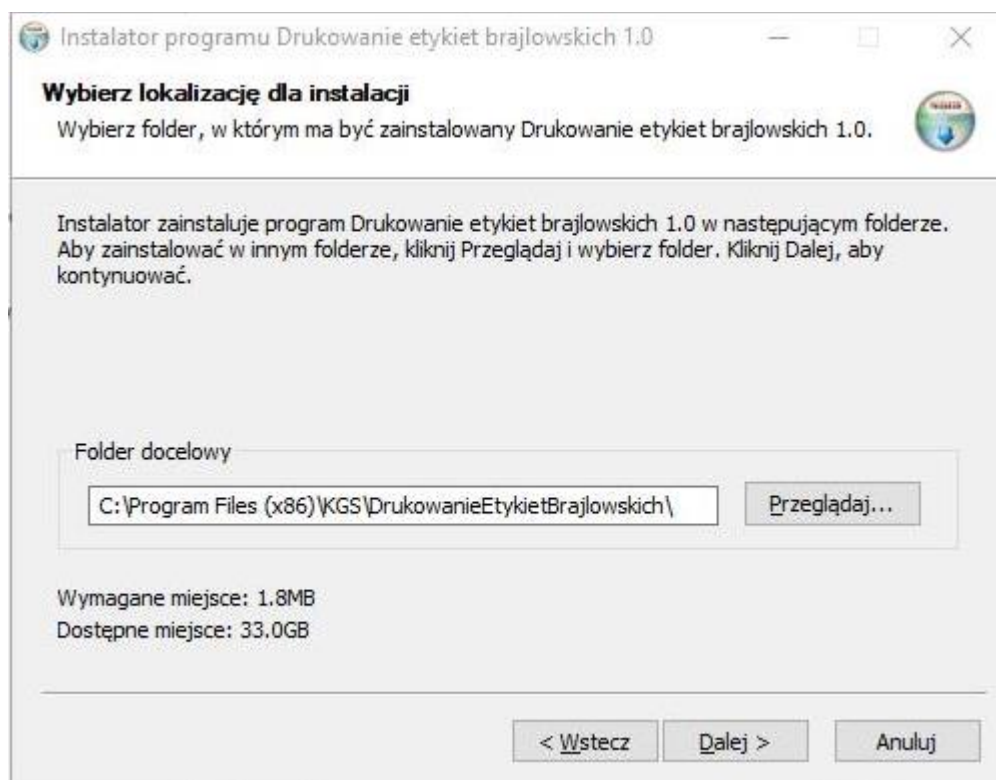 Instalator programu Drukowanie etykiet brajlowskich 1.0
Wybierz lokalizację dla instalacji
Wybierz folder, w którym ma być zainstalowany Drukowanie etykiet brajlowskich 1.0.
Instalator zainstaluje program Drukowanie etykiet brajlowskich 1.0 w następującym folderze.
Aby zainstalować w innym folderze, kliknij Przeglądaj i wybierz folder. Kliknij Dalej, aby
kontynuować.
Folder docelowy
C:\Program Files (x86)\KGS\DrukowanieEtykietBrajlowskich\
Przeglądaj...
Wymagane miejsce: 1.8MB
Dostępne miejsce: 33.0GB
< Wstecz
Dalej >
Anuluj